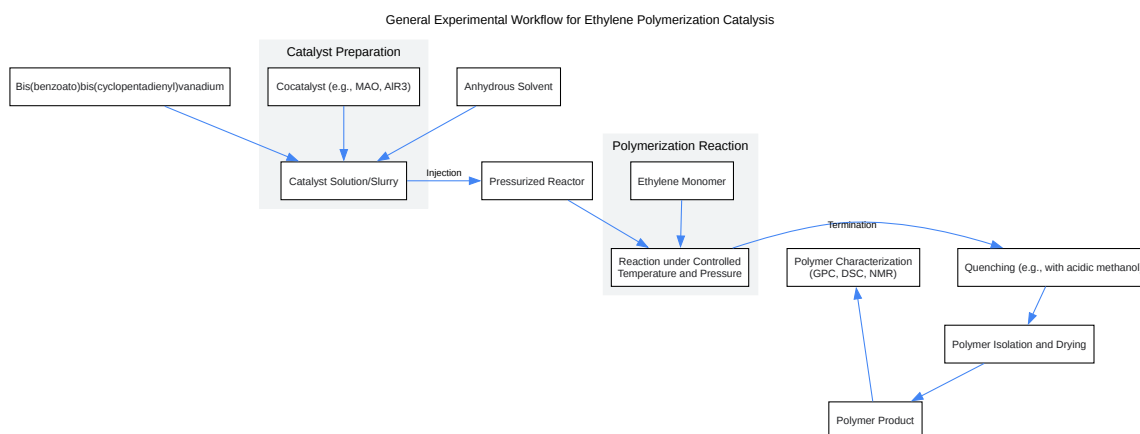 General Experimental Workflow for Ethylene Polymerization Catalysis
Catalyst Preparation
Bis(benzoato)bis(cyclopentadienyl)vanadium
Cocatalyst (e.g., MAO, AlR3)
Anhydrous Solvent
Catalyst Solution/Slurry
Injection
Pressurized Reactor
Polymerization Reaction
Ethylene Monomer
Reaction under Controlled
Temperature and Pressure
Termination
Polymer Characterization
(GPC, DSC, NMR)
Quenching (e.g., with acidic methanol
Polymer Isolation and Drying
Polymer Product